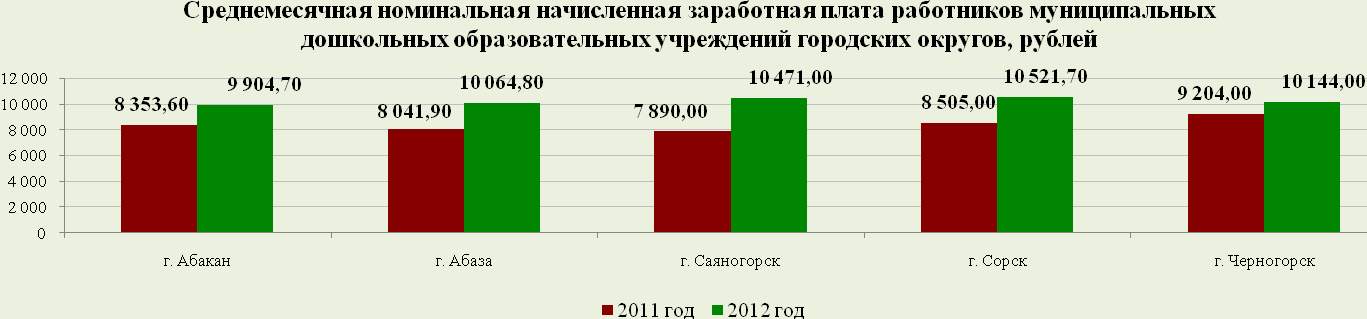 Среднемесячная номинальная начисленная заработная плата работников муниципальных
дошкольных образовательных учреждений городских округов, рублей
12 000
10 000
8 000
6 000
4 000
2 000
0
8 353,60
9 904,70
8 041,90
10 064,80
7 890,00
10 471,00
8 505,00
10 521,70
9 204,00
10 144,00
г. Абакан
г. Абаза
г. Саяногорск
г. Сорск
г. Черногорск
2011 год
2012 год